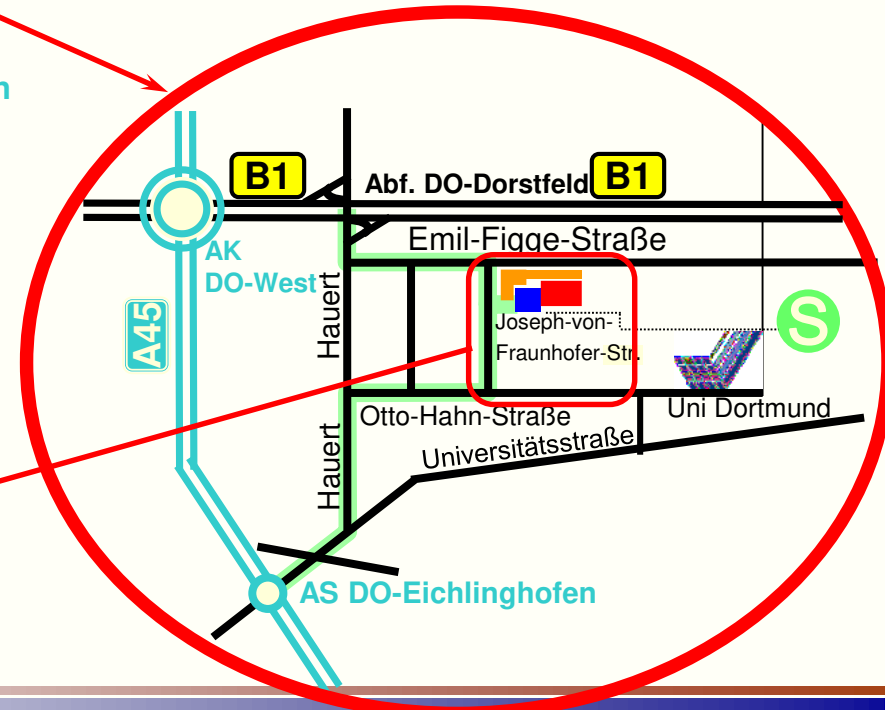 n
B1
Abf. DO-Dorstfeld
B1
Emil-Figge-Straße
AK
DO-West
A45
Hauert
Joseph-von-
Fraunhofer-Str.
S
Otto-Hahn-Straße
Uni Dortmund
Hauert
Universitätsstraße
AS DO-Eichlinghofen